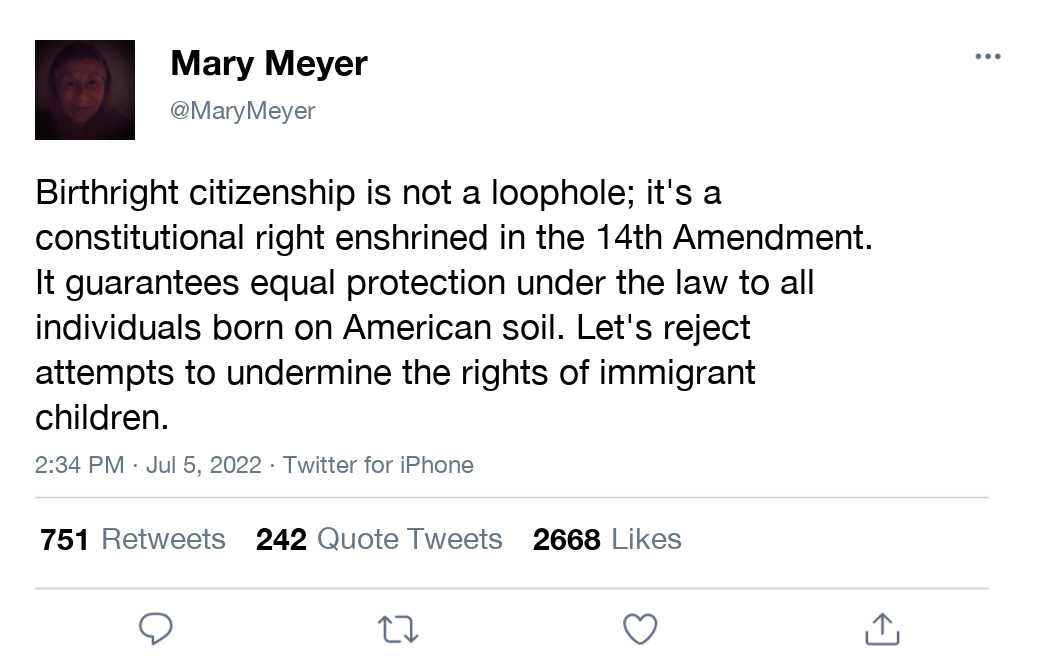 Mary Meyer
@MaryMeyer
Birthright citizenship is not a loophole; it's a
constitutional right enshrined in the 14th Amendment.
It guarantees equal protection under the law to all
individuals born on American soil. Let's reject
attempts to undermine the rights of immigrant
children.
2:34 PM · Jul 5, 2022 · Twitter for iPhone
751 Retweets 242 Quote Tweets 2668 Likes